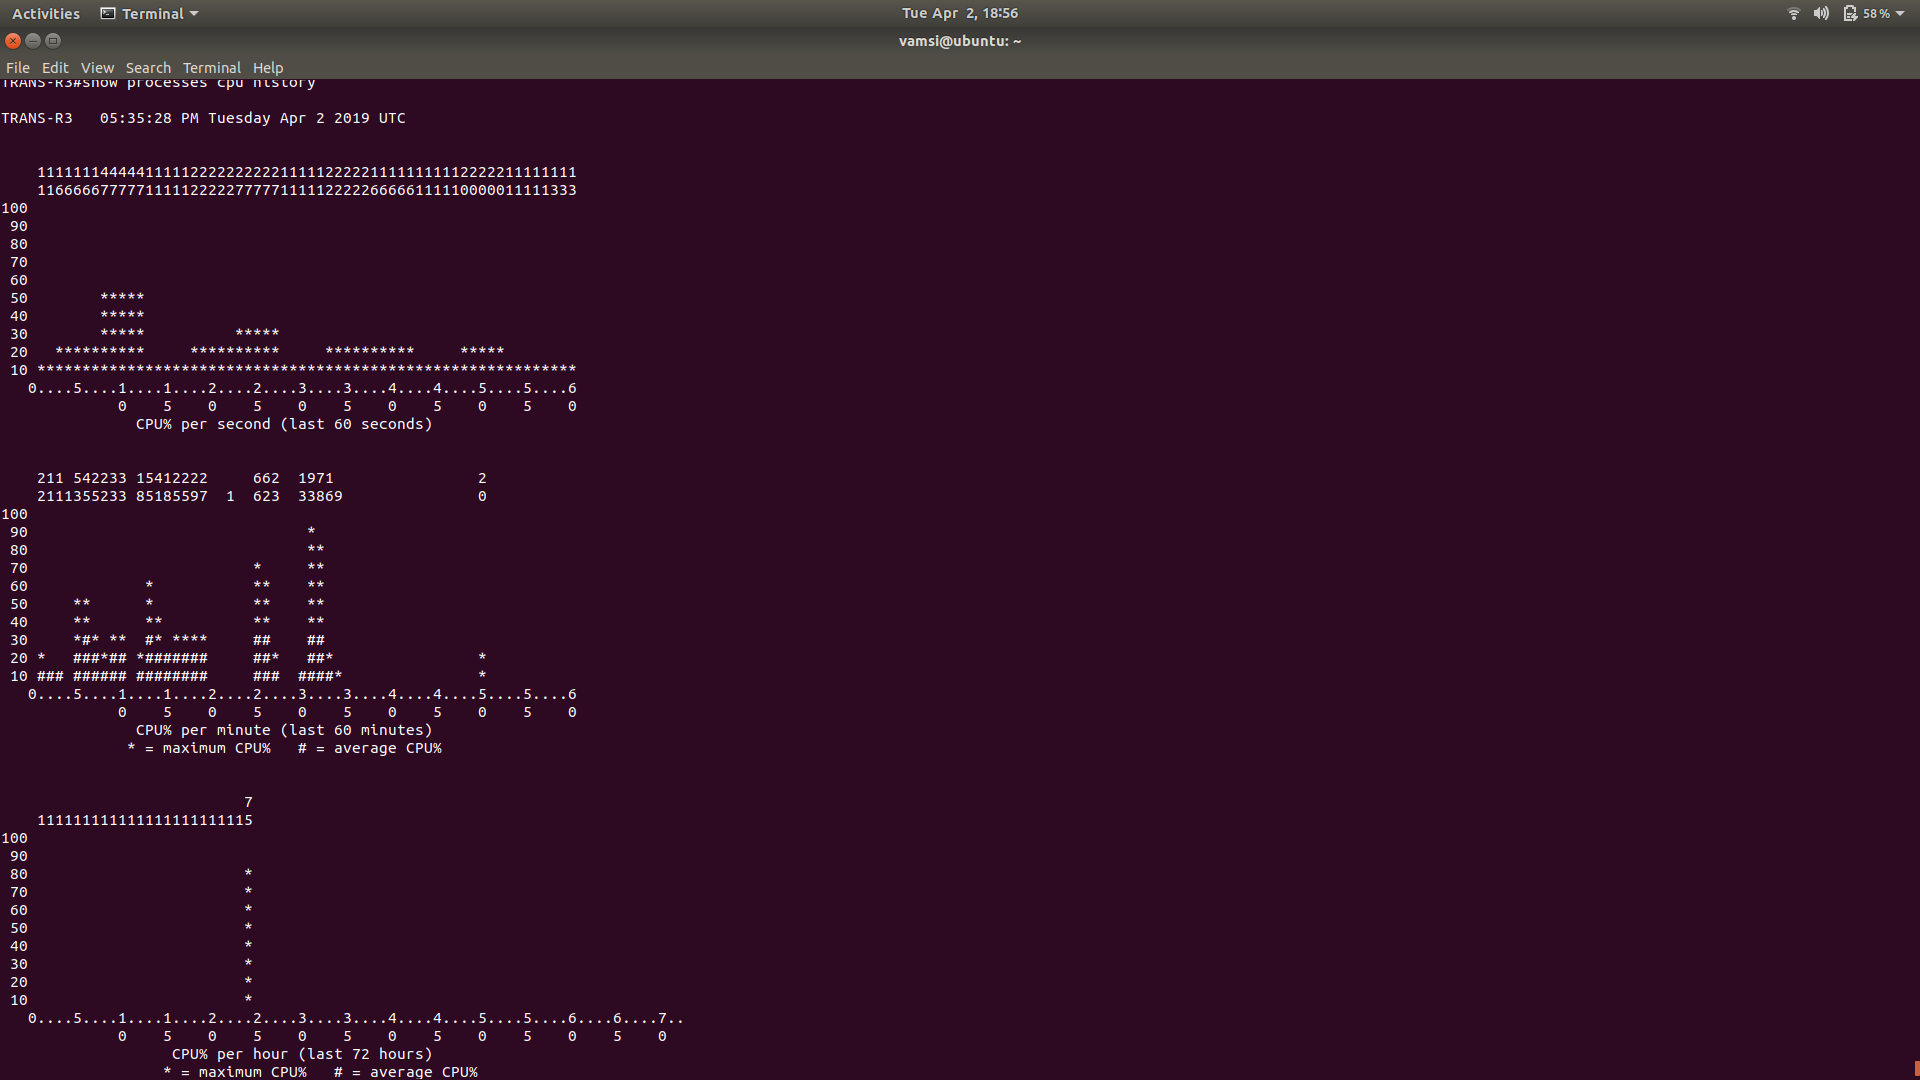 Activities Terminal Tue Apr 2, 18:56 58 %
vamsi@ubuntu: ~
File Edit View Search Terminal Help
TRANS-R3#show processes cpu history

TRANS-R3   05:35:28 PM Tuesday Apr 2 2019 UTC


    111111144444111112222222222111112222211111111112222211111111
    116666677777111112222277777111112222266666111110000011111333
100
 90
 80
 70
 60
 50        *****
 40        *****
 30        *****          *****
 20   **********     **********     **********     *****
 10 ************************************************************
   0....5....1....1....2....2....3....3....4....4....5....5....6
             0    5    0    5    0    5    0    5    0    5    0
               CPU% per second (last 60 seconds)


    211 542233 15412222     662  1971                2
    2111355233 85185597  1  623  33869               0
100
 90                               *
 80                               **
 70                         *     **
 60             *           **    **
 50     **      *           **    **
 40     **      **          **    **
 30     *#* **  #* ****     ##    ##
 20 *   ###*## *#######     ##*   ##*                *
 10 ### ###### ########     ###  ####*               *
   0....5....1....1....2....2....3....3....4....4....5....5....6
             0    5    0    5    0    5    0    5    0    5    0
               CPU% per minute (last 60 minutes)
              * = maximum CPU%   # = average CPU%


                           7
    111111111111111111111115
100
 90
 80                        *
 70                        *
 60                        *
 50                        *
 40                        *
 30                        *
 20                        *
 10                        *
   0....5....1....1....2....2....3....3....4....4....5....5....6....6....7..
             0    5    0    5    0    5    0    5    0    5    0    5    0
                   CPU% per hour (last 72 hours)
                  * = maximum CPU%   # = average CPU%